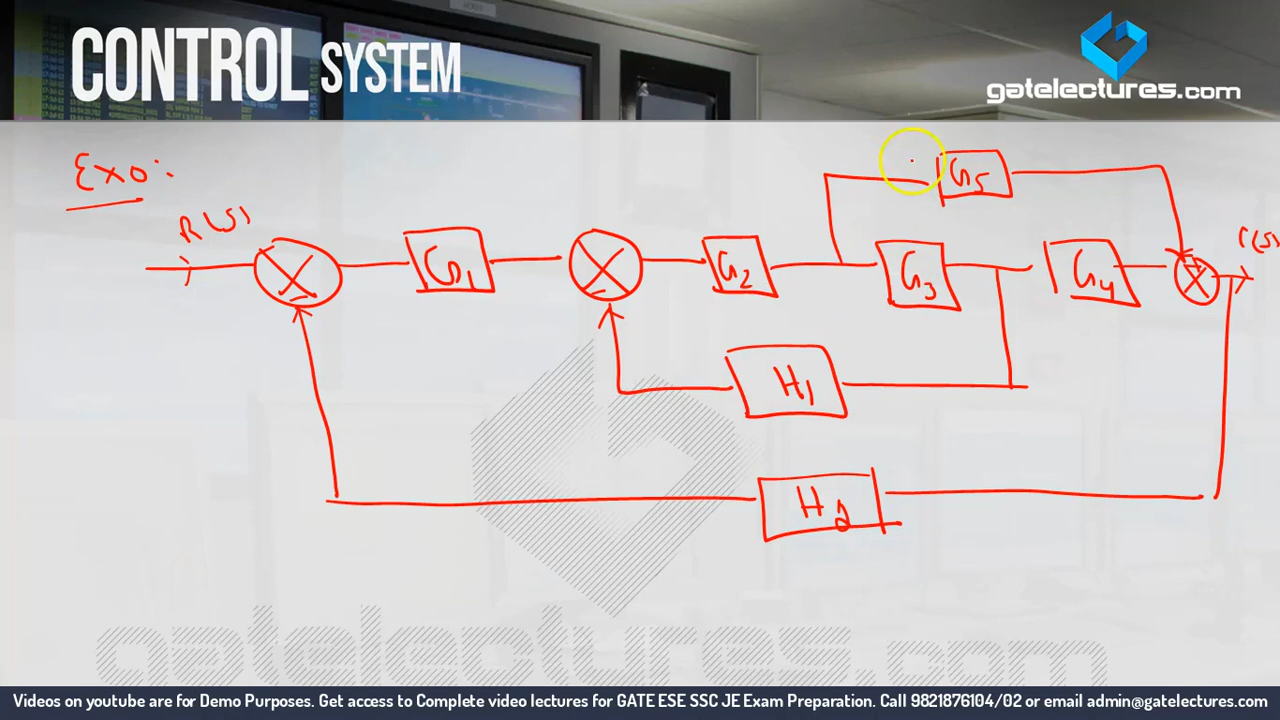 CONTROL SYSTEM
gatelectures.com
Exo:
R(S)
G1
G2
G3
G4
G5
C(S)
H1
H2
gatelectures.com
Videos on youtube are for Demo Purposes. Get access to Complete video lectures for GATE ESE SSC JE Exam Preparation. Call 9821876104/02 or email admin@gatelectures.com